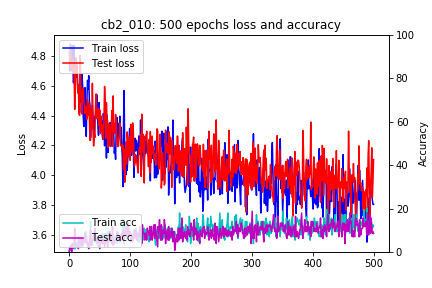 cb2_010: 500 epochs loss and accuracy
Train loss
Test loss
Train acc
Test acc
Loss
4.8
4.6
4.4
4.2
4.0
3.8
3.6
0
100
200
300
400
500
100
80
60
40
20
0
Accuracy